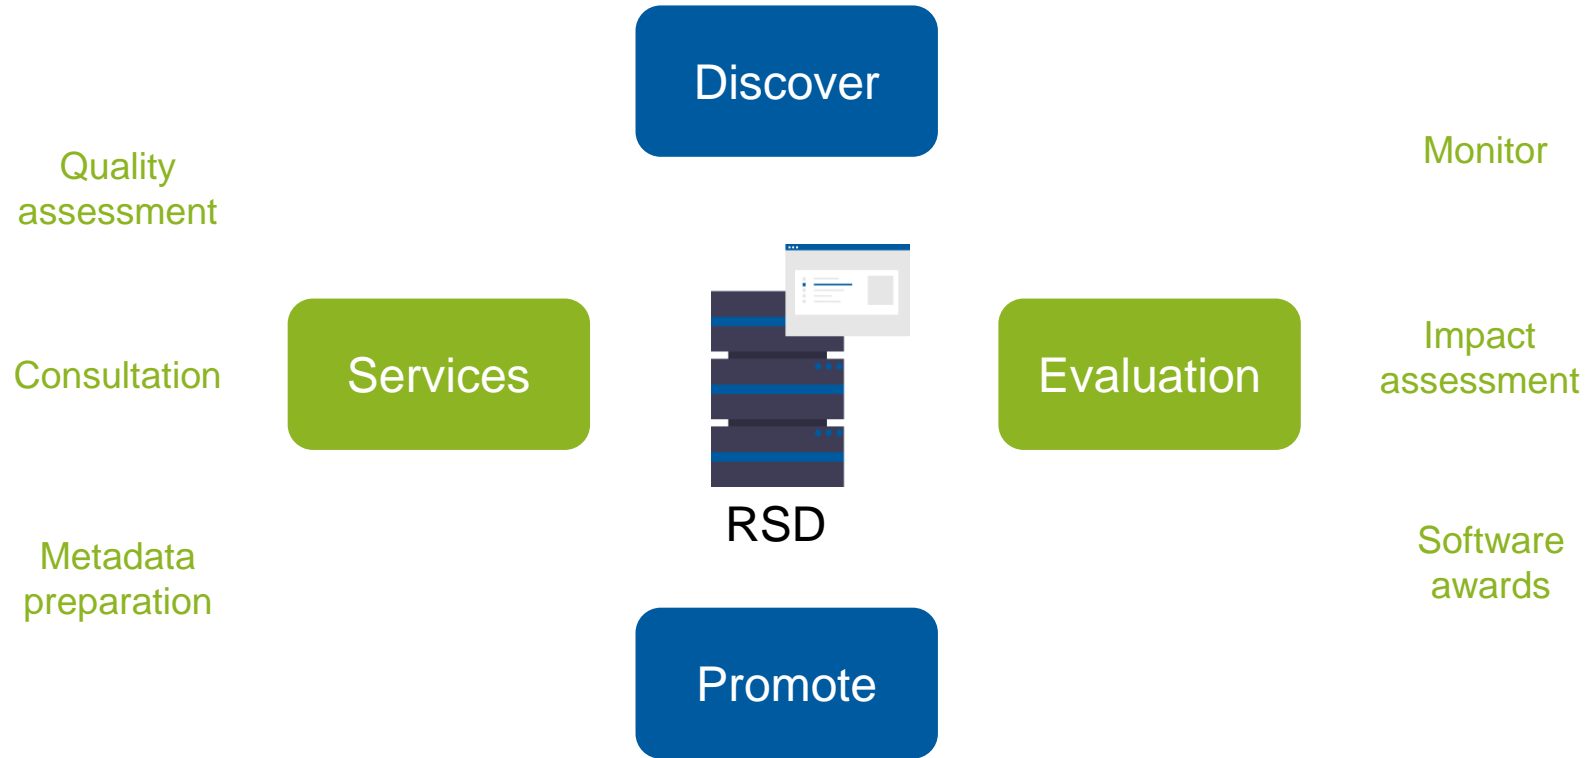 Discover
Quality
assessment
Monitor
Consultation
Services
Evaluation
Impact
assessment
RSD
Metadata
preparation
Software
awards
Promote